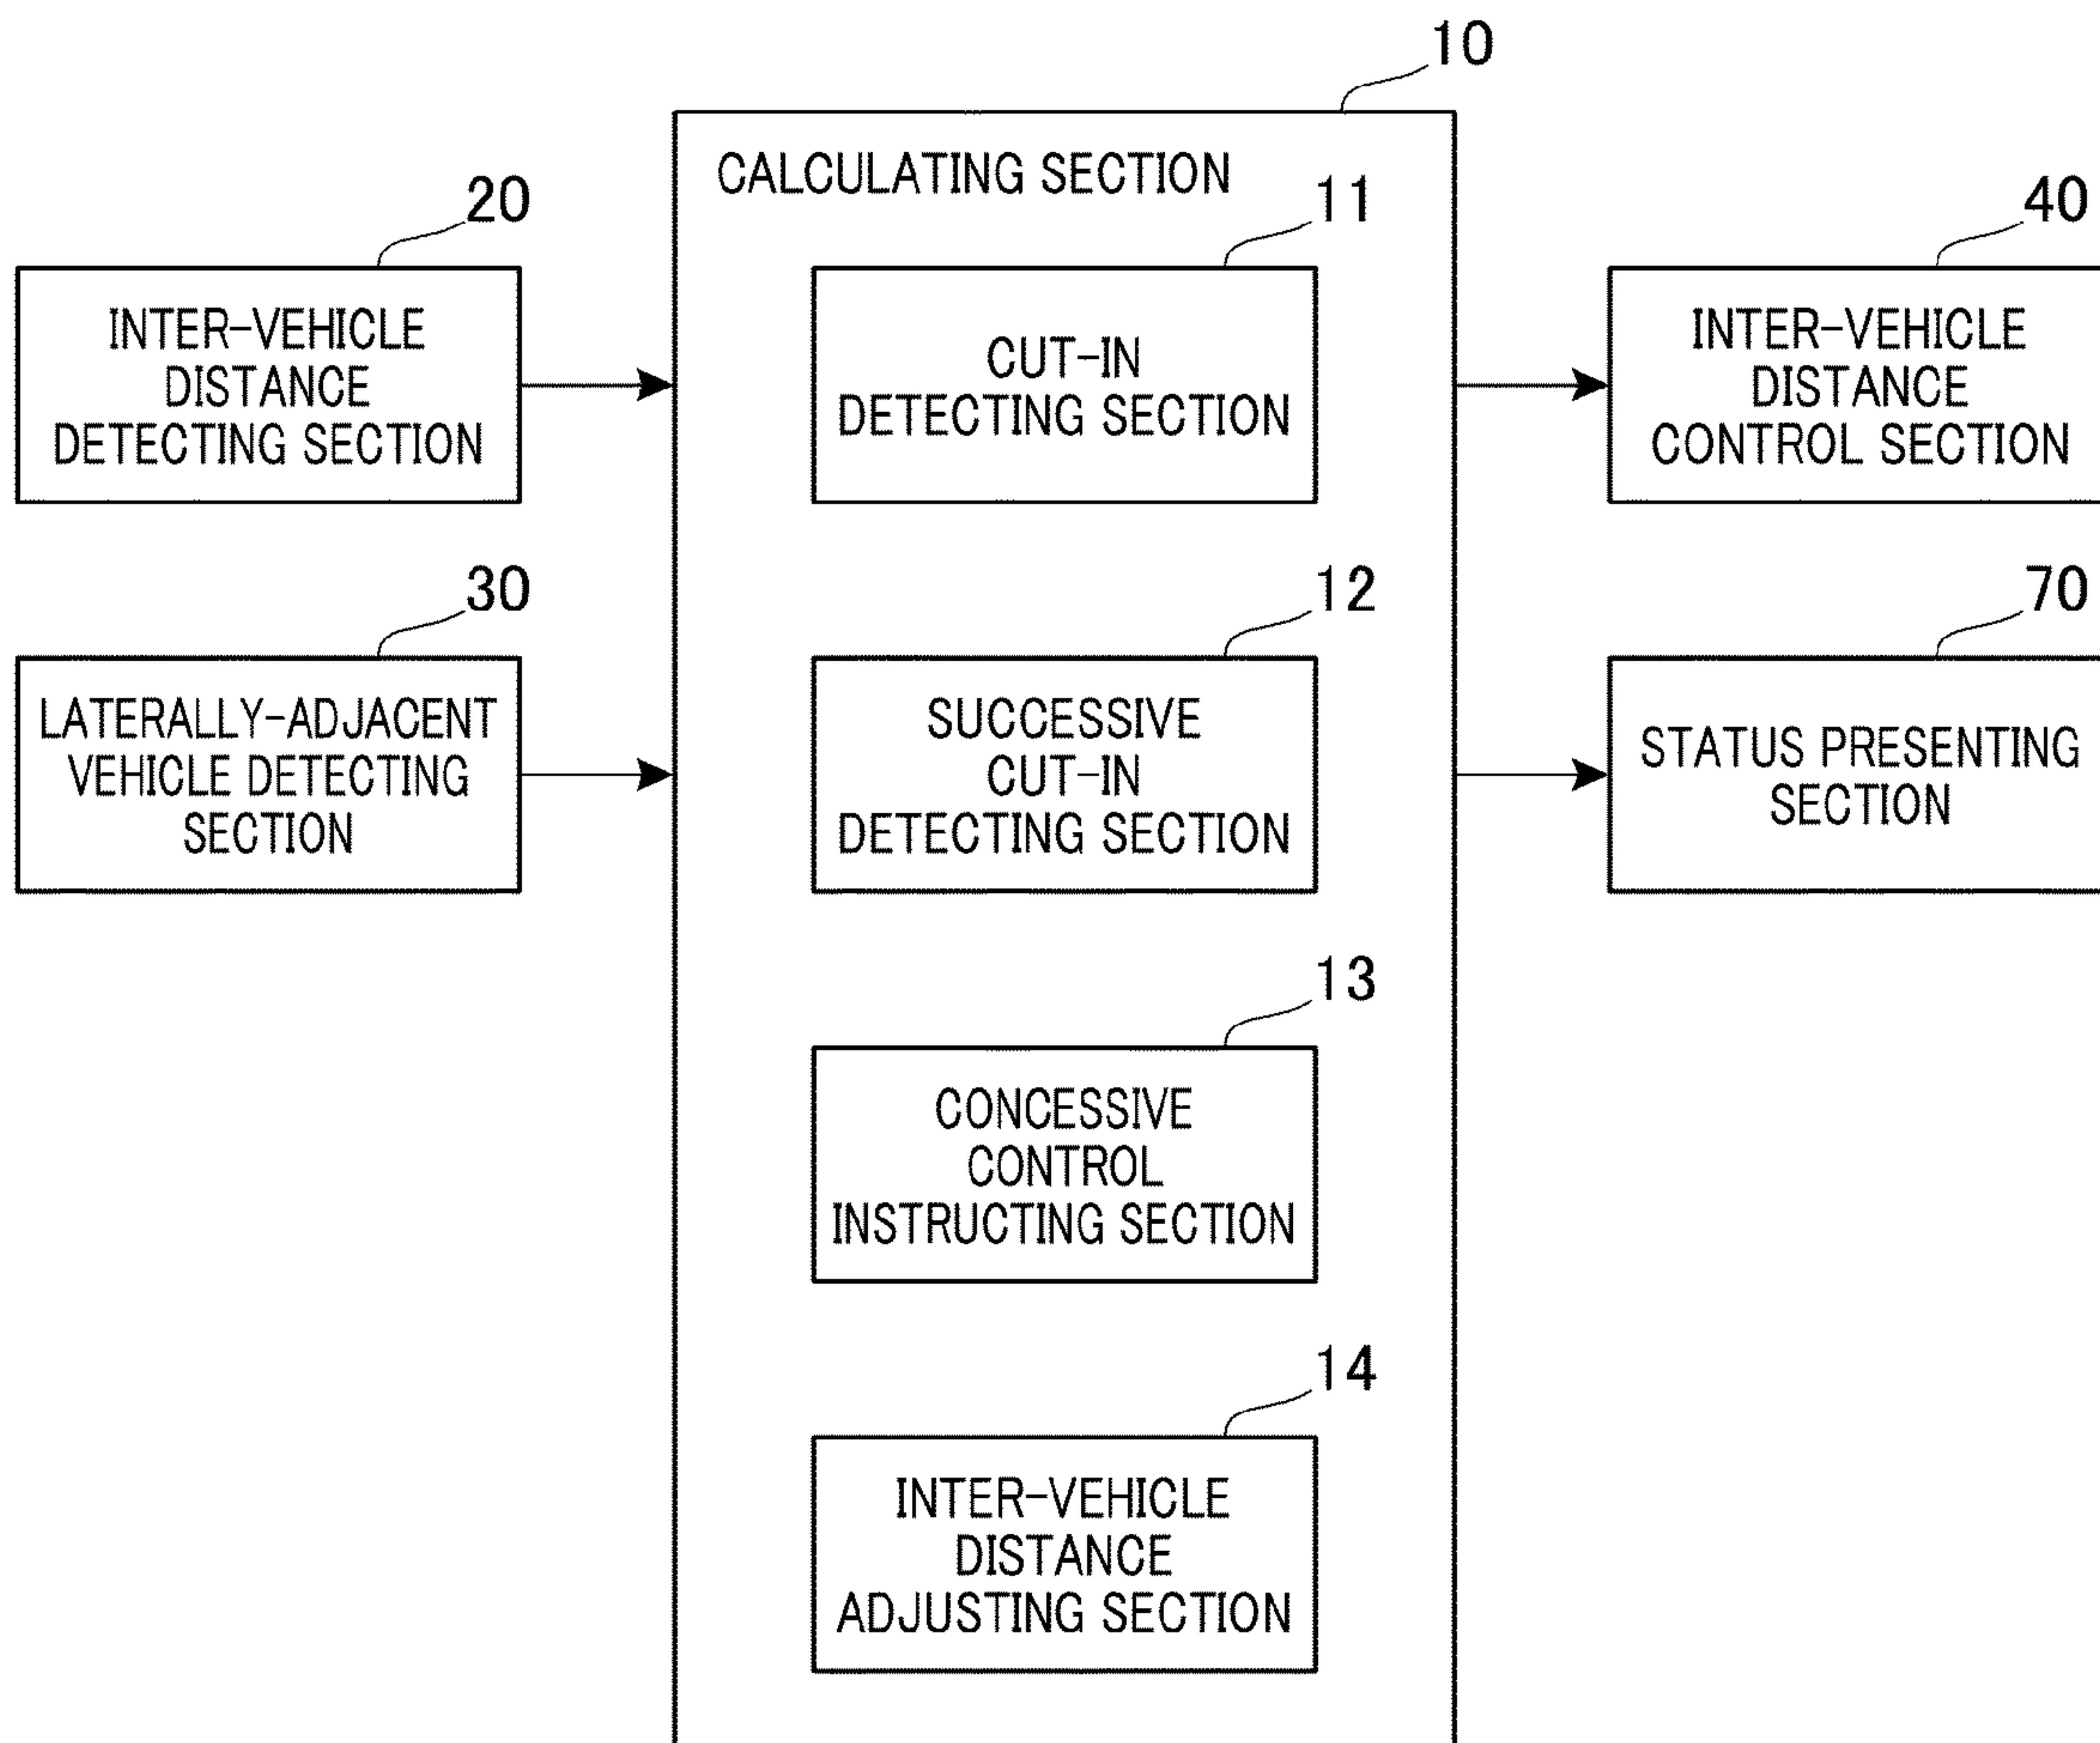 10
CALCULATING SECTION
20
INTER-VEHICLE
DISTANCE
DETECTING SECTION
30
LATERALLY-ADJACENT
VEHICLE DETECTING
SECTION
11
CUT-IN
DETECTING SECTION
12
SUCCESSIVE
CUT-IN
DETECTING SECTION
13
CONCESSIVE
CONTROL
INSTRUCTING SECTION
14
INTER-VEHICLE
DISTANCE
ADJUSTING SECTION
40
INTER-VEHICLE
DISTANCE
CONTROL SECTION
70
STATUS PRESENTING
SECTION